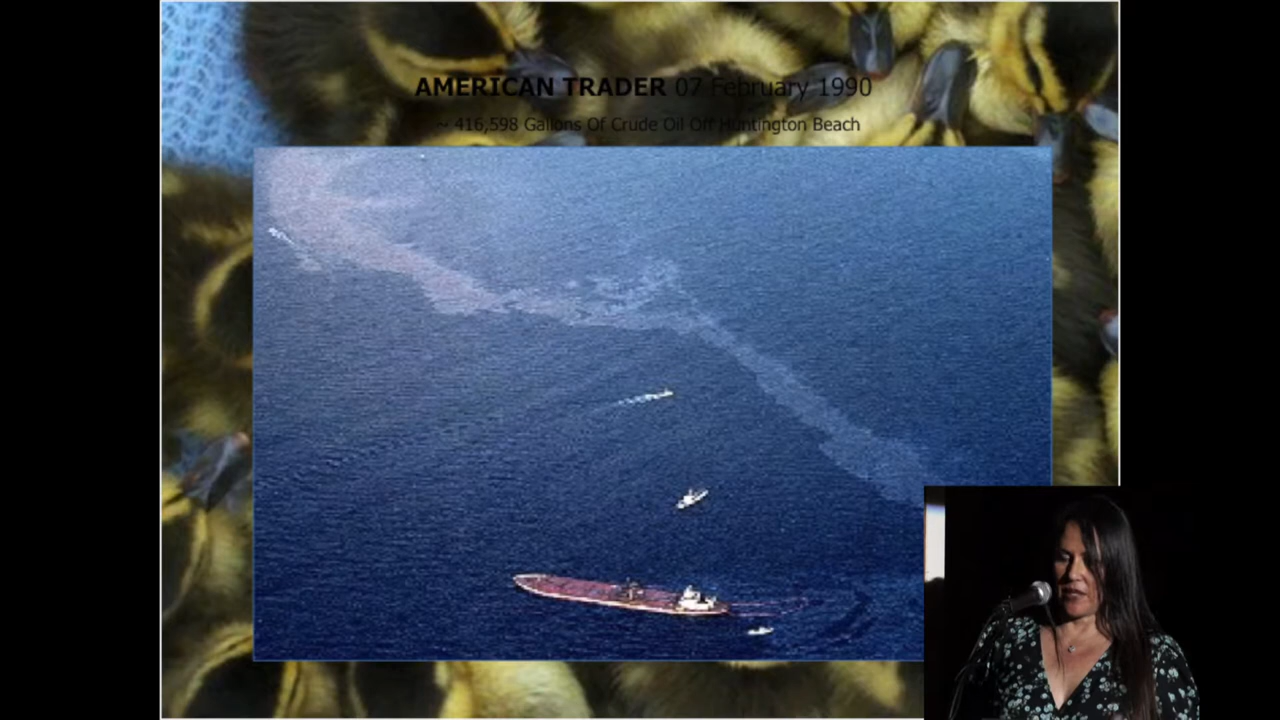 AMERICAN TRADER 07 February 1990
~ 416,598 Gallons Of Crude Oil Off Huntington Beach